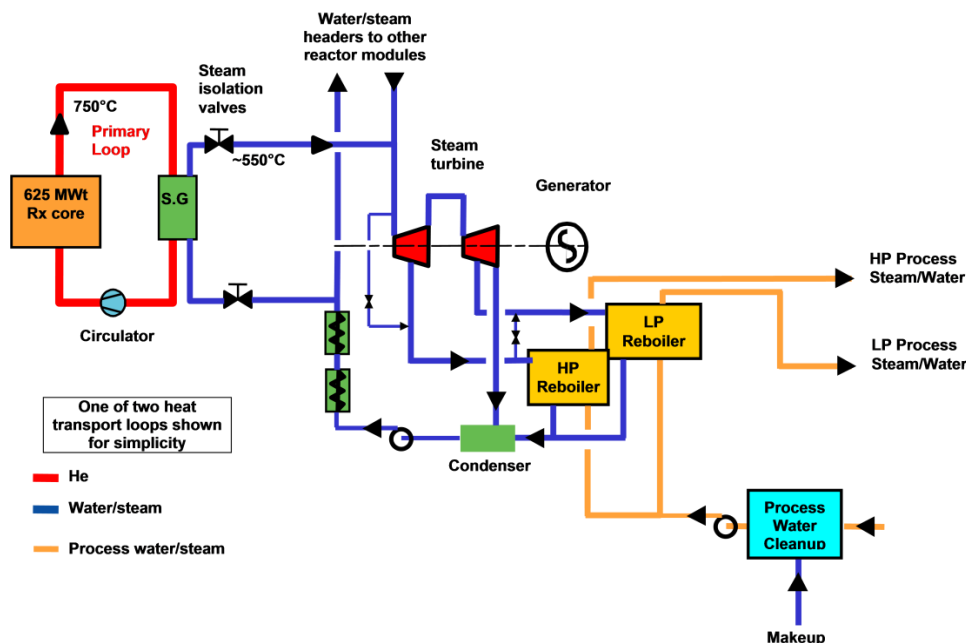 Water/steam
headers to other
reactor modules
Steam
isolation
valves
750°C
Primary
Loop
~550°C
Steam
turbine
Generator
625 MWt
Rx core
S.G
HP Process
Steam/Water
Circulator
LP
Reboiler
LP Process
Steam/Water
HP
Reboiler
One of two heat
transport loops shown
for simplicity
Condenser
He
Water/steam
Process water/steam
Process
Water
Cleanup
Makeup